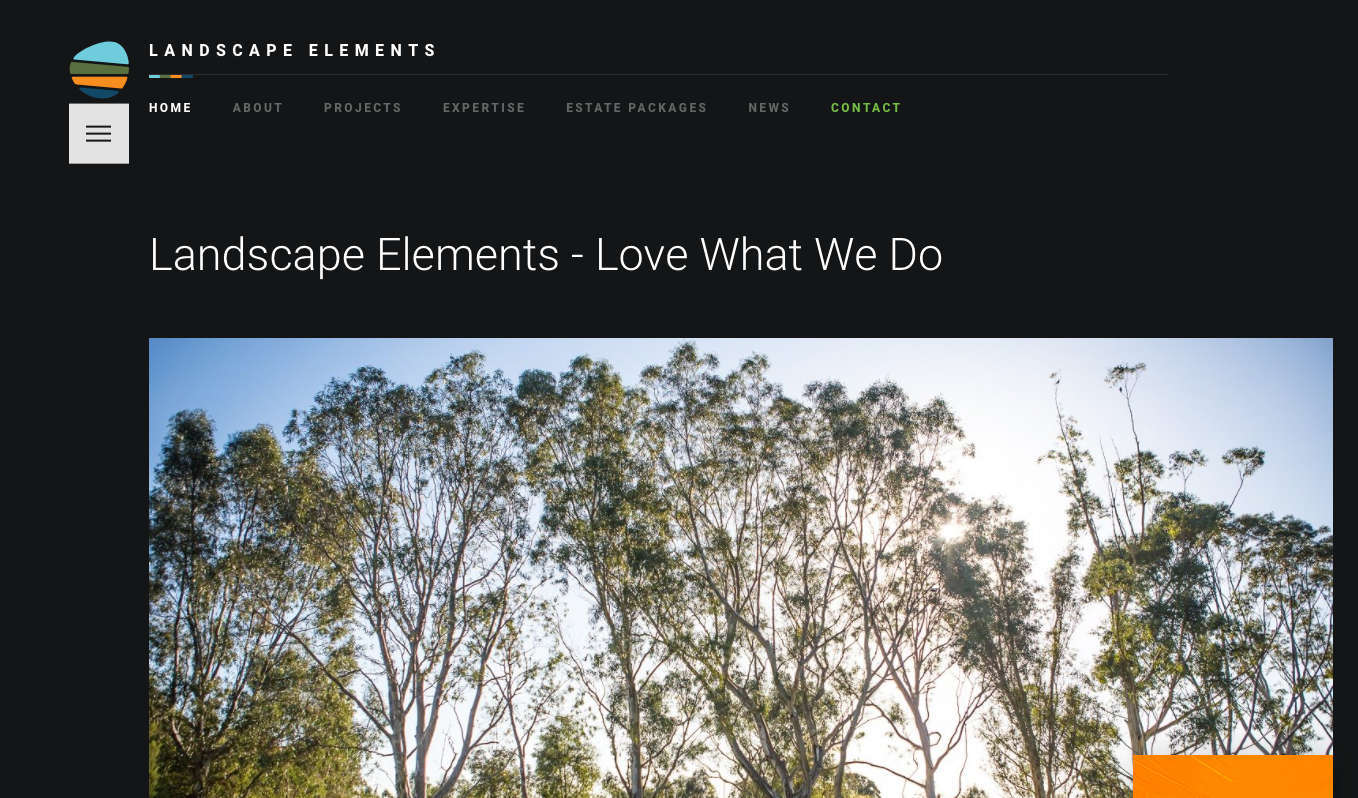 LANDSCAPE ELEMENTS
HOME ABOUT PROJECTS EXPERTISE ESTATE PACKAGES NEWS CONTACT
Landscape Elements - Love What We Do